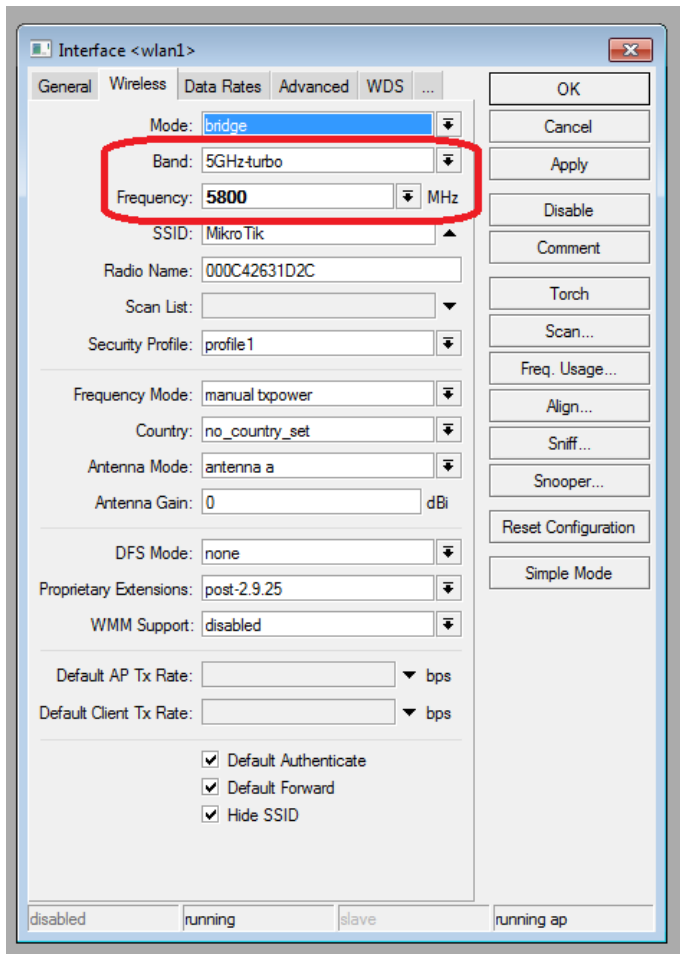 Interface <wlan1>
General Wireless Data Rates Advanced WDS ...
Mode: bridge
Band: 5GHz-turbo
Frequency: 5800 MHz
SSID: MikroTik
Radio Name: 000C42631D2C
Scan List:
Security Profile: profile1
Frequency Mode: manual txpower
Country: no_country_set
Antenna Mode: antenna a
Antenna Gain: 0 dBi
DFS Mode: none
Proprietary Extensions: post-2.9.25
WMM Support: disabled
Default AP Tx Rate: bps
Default Client Tx Rate: bps
Default Authenticate
Default Forward
Hide SSID
OK
Cancel
Apply
Disable
Comment
Torch
Scan...
Freq. Usage...
Align...
Sniff...
Snooper...
Reset Configuration
Simple Mode
disabled running slave running ap